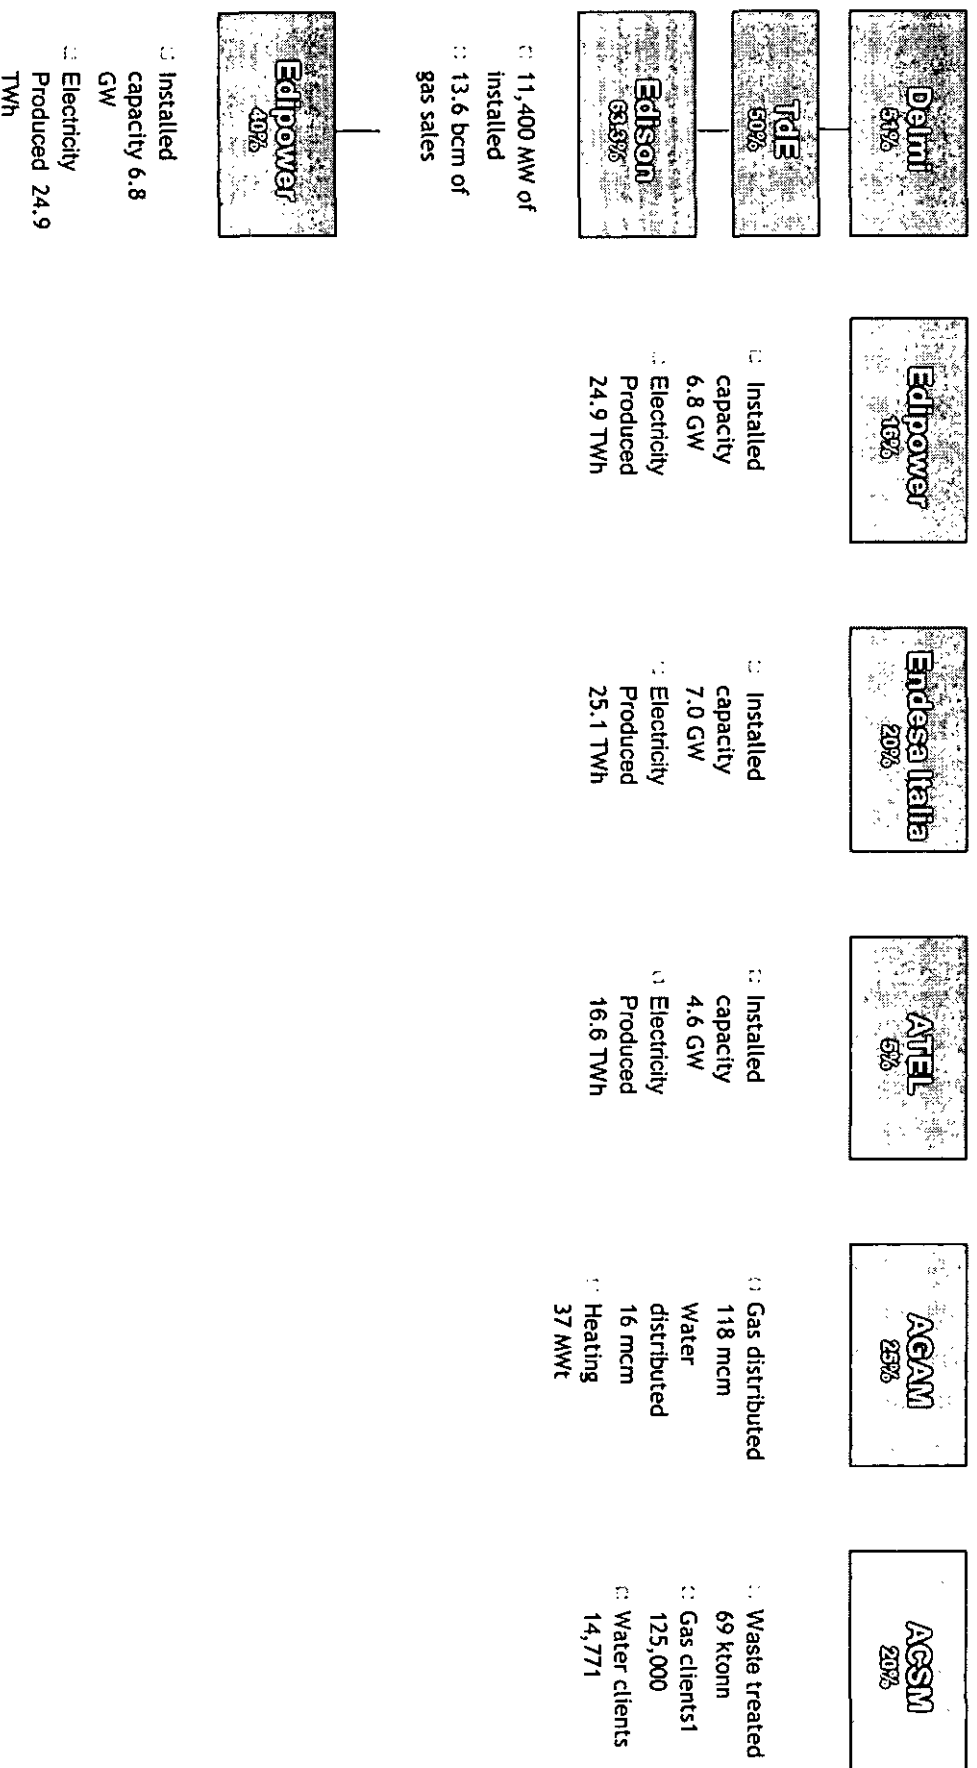 Delmi
51%
TdE
50%
Edison
63.3%
11,400 MW of
installed
13.6 bcm of
gas sales
Edipower
40%
Installed
capacity 6.8
GW
Electricity
Produced 24.9
TWh
Edipower
16%
Installed
capacity
6.8 GW
Electricity
Produced
24.9 TWh
Endesa Italia
20%
Installed
capacity
7.0 GW
Electricity
Produced
25.1 TWh
ATEL
5%
Installed
capacity
4.6 GW
Electricity
Produced
16.6 TWh
AGAM
25%
Gas distributed
118 mcm
Water
distributed
16 mcm
Heating
37 MWt
ACSM
20%
Waste treated
69 ktonn
Gas clients1
125,000
Water clients
14,771